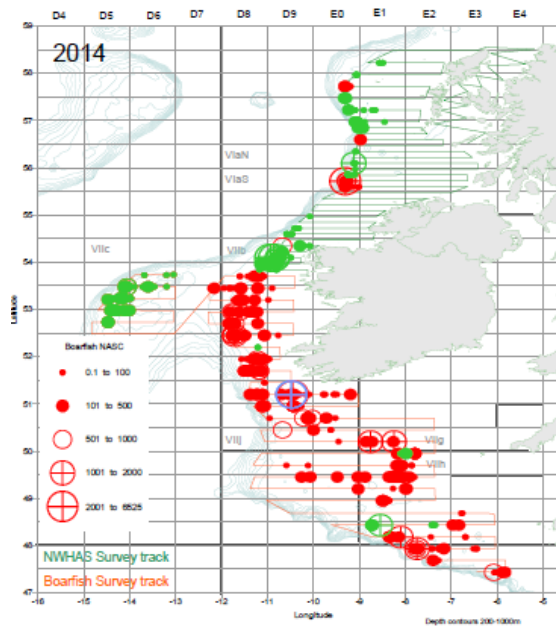 D4 D5 D6 D7 D8 D9 E0 E1 E2 E3 E4
2014
59
58
57
VIaN
56
VIaS
55
VIIc VIIb
54
53
Latitude
Boarfish NASC
52
0.1 to 100
101 to 500
51
501 to 1000
VIIj VIIg
50
1001 to 2000
VIIh
49
2001 to 6525
48
NWHAS Survey track
Boarfish Survey track
47
-16 -15 -14 -13 -12 -11 -10 -9 -8 -7 -6 -5
Longitude
Depth contours 200-1000m